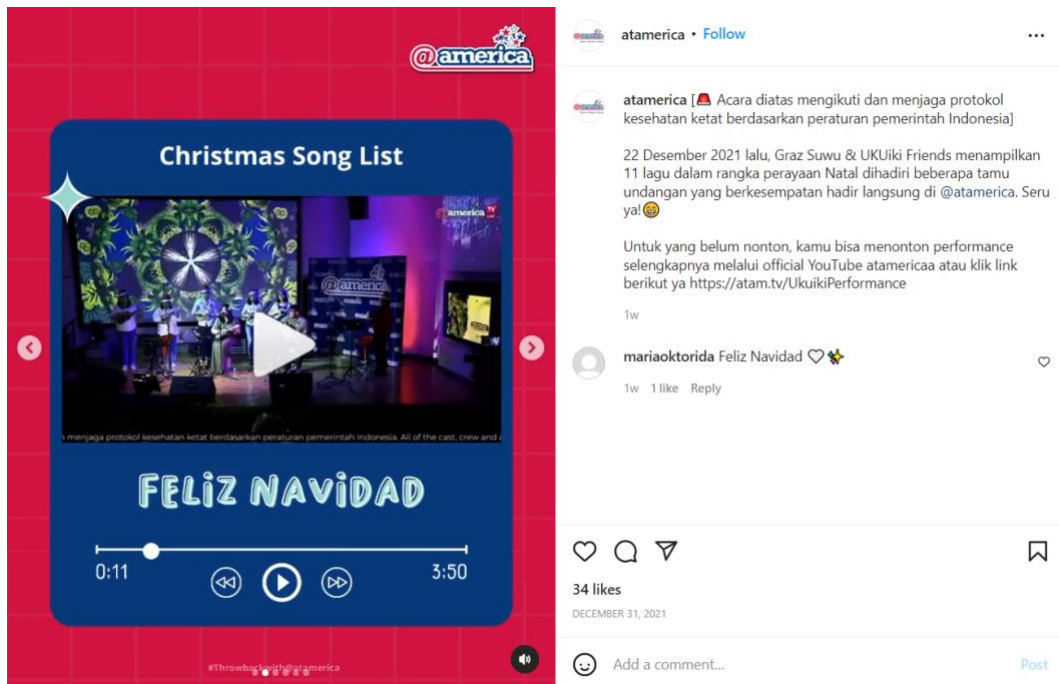 @america
Christmas Song List
@america TV
@america
n menjaga protokol kesehatan ketat berdasarkan peraturan pemerintah Indonesia. All of the cast, crew and a
FELIZ NAVIDAD
0:11
3:50
#Throwbackwith@atamerica
atamerica • Follow
atamerica [🚨 Acara diatas mengikuti dan menjaga protokol
kesehatan ketat berdasarkan peraturan pemerintah Indonesia]
22 Desember 2021 lalu, Graz Suwu & UKUiki Friends menampilkan
11 lagu dalam rangka perayaan Natal dihadiri beberapa tamu
undangan yang berkesempatan hadir langsung di @atamerica. Seru
ya!😁
Untuk yang belum nonton, kamu bisa menonton performance
selengkapnya melalui official YouTube atamericaa atau klik link
berikut ya https://atam.tv/UkuikiPerformance
1w
mariaoktorida Feliz Navidad 🤍✨
1w 1 like Reply
34 likes
DECEMBER 31, 2021
Add a comment...
Post